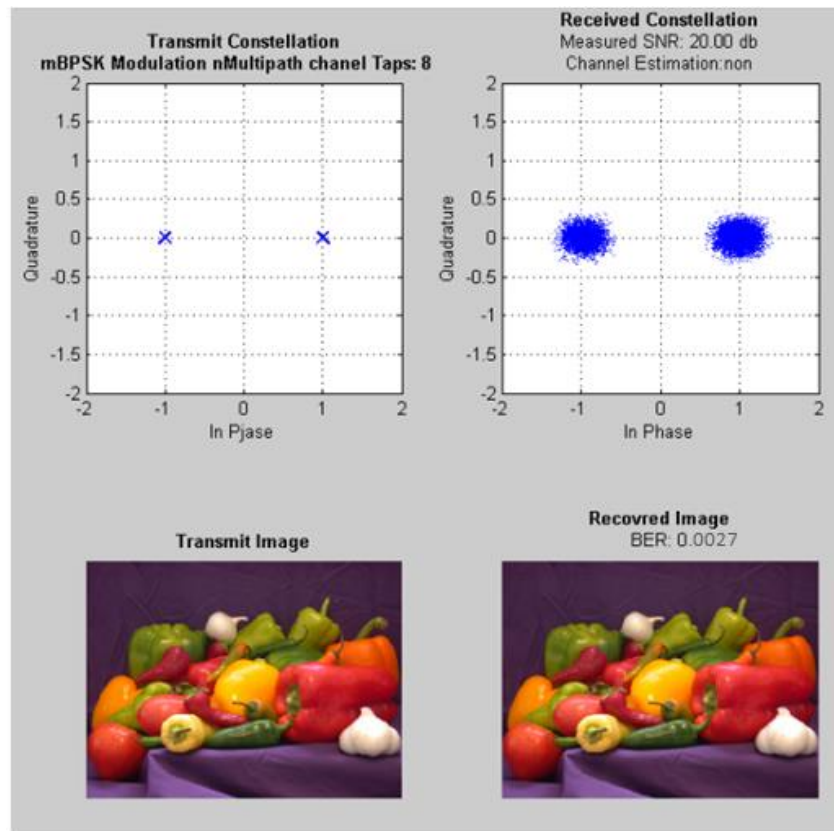 Transmit Constellation
mBPSK Modulation nMultipath chanel Taps: 8
2
1.5
1
0.5
0
-0.5
-1
-1.5
-2
Quadrature
-2 -1 0 1 2
In Pjase
Received Constellation
Measured SNR: 20.00 db
Channel Estimation:non
2
1.5
1
0.5
0
-0.5
-1
-1.5
-2
Quadrature
-2 -1 0 1 2
In Phase
Transmit Image
Recovred Image
BER: 0.0027